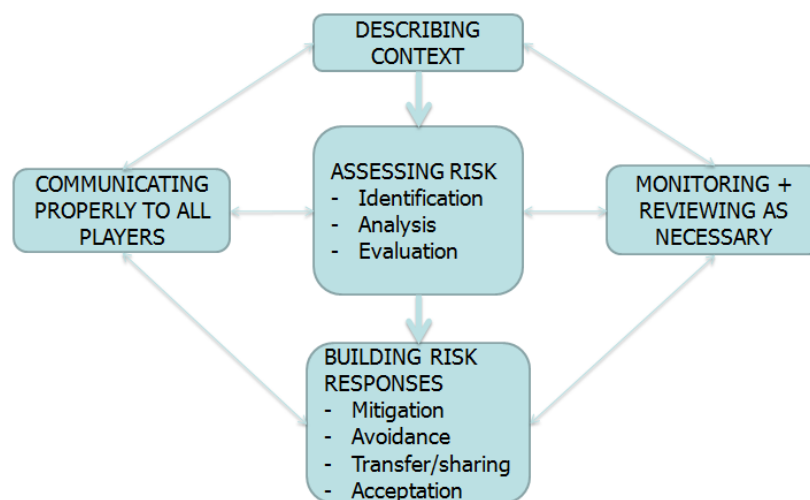 DESCRIBING
CONTEXT
ASSESSING RISK
- Identification
- Analysis
- Evaluation
COMMUNICATING
PROPERLY TO ALL
PLAYERS
MONITORING +
REVIEWING AS
NECESSARY
BUILDING RISK
RESPONSES
- Mitigation
- Avoidance
- Transfer/sharing
- Acceptation